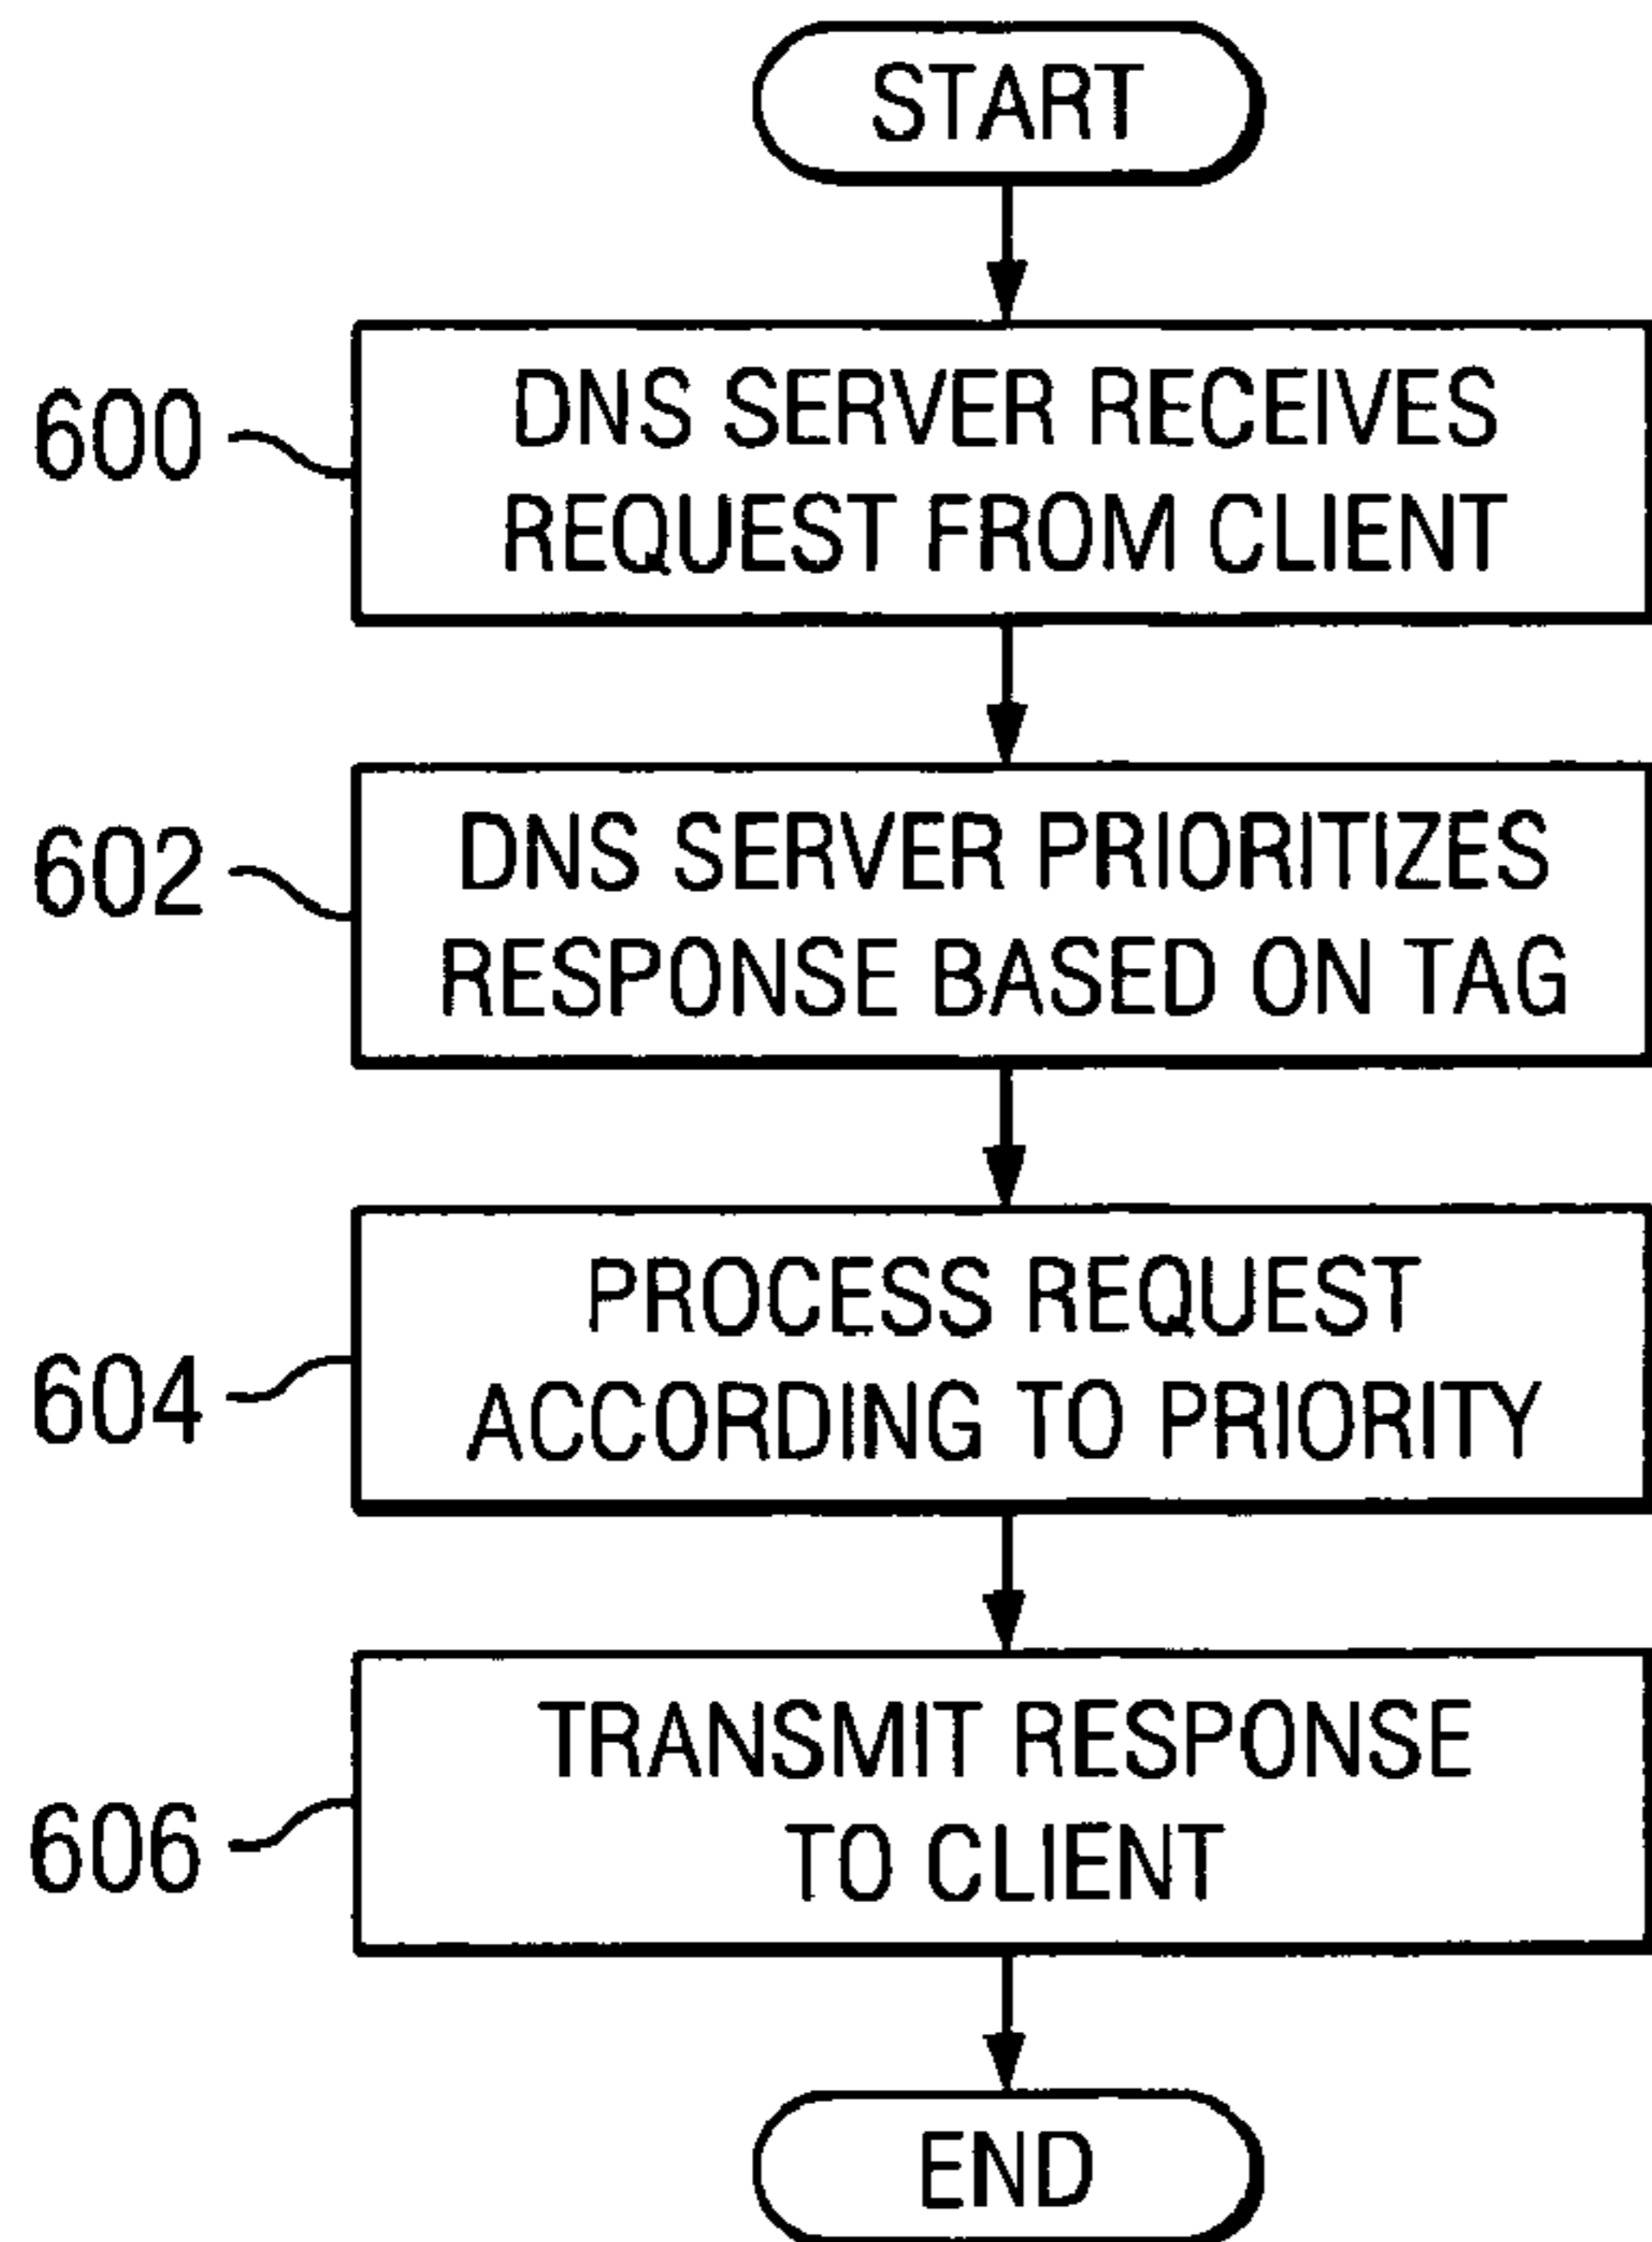 START
600
DNS SERVER RECEIVES
REQUEST FROM CLIENT
602
DNS SERVER PRIORITIZES
RESPONSE BASED ON TAG
604
PROCESS REQUEST
ACCORDING TO PRIORITY
606
TRANSMIT RESPONSE
TO CLIENT
END